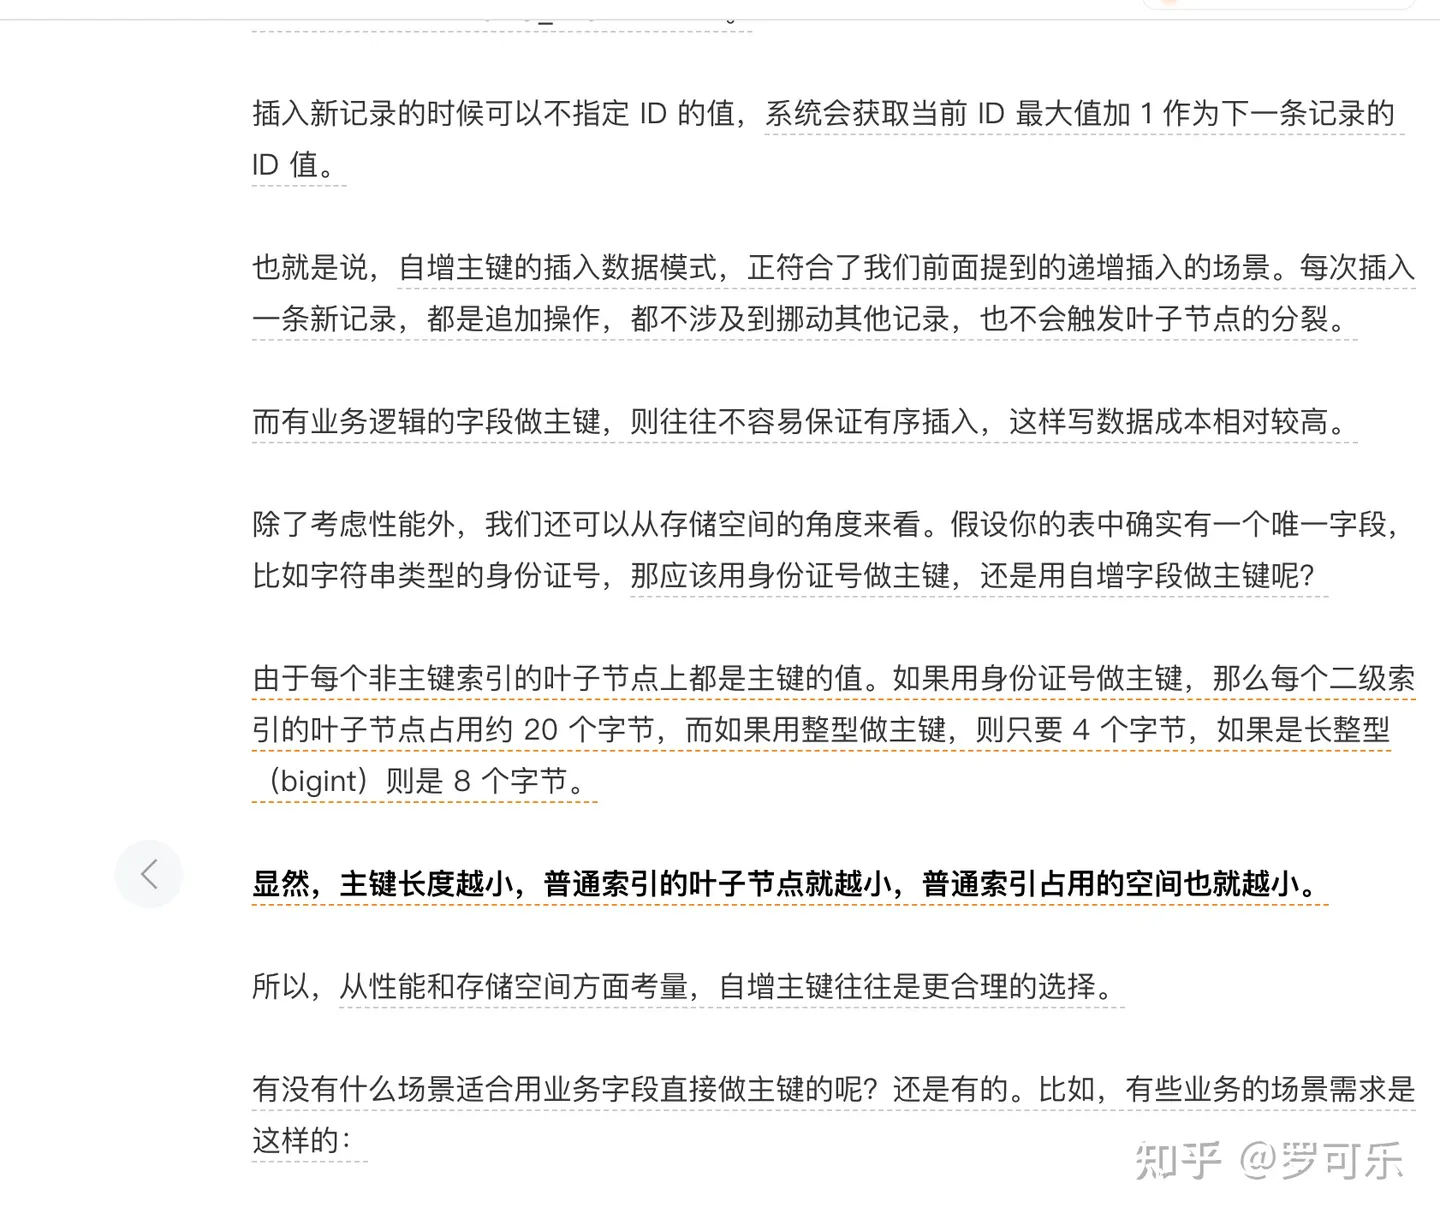 插入新记录的时候可以不指定 ID 的值，系统会获取当前 ID 最大值加 1 作为下一条记录的
ID 值。
也就是说，自增主键的插入数据模式，正符合了我们前面提到的递增插入的场景。每次插入
一条新记录，都是追加操作，都不涉及到挪动其他记录，也不会触发叶子节点的分裂。
而有业务逻辑的字段做主键，则往往不容易保证有序插入，这样写数据成本相对较高。
除了考虑性能外，我们还可以从存储空间的角度来看。假设你的表中确实有一个唯一字段，
比如字符串类型的身份证号，那应该用身份证号做主键，还是用自增字段做主键呢？
由于每个非主键索引的叶子节点上都是主键的值。如果用身份证号做主键，那么每个二级索
引的叶子节点占用约 20 个字节，而如果用整型做主键，则只要 4 个字节，如果是长整型
（bigint）则是 8 个字节。
显然，主键长度越小，普通索引的叶子节点就越小，普通索引占用的空间也就越小。
所以，从性能和存储空间方面考量，自增主键往往是更合理的选择。
有没有什么场景适合用业务字段直接做主键的呢？还是有的。比如，有些业务的场景需求是
这样的：
知乎 @罗可乐